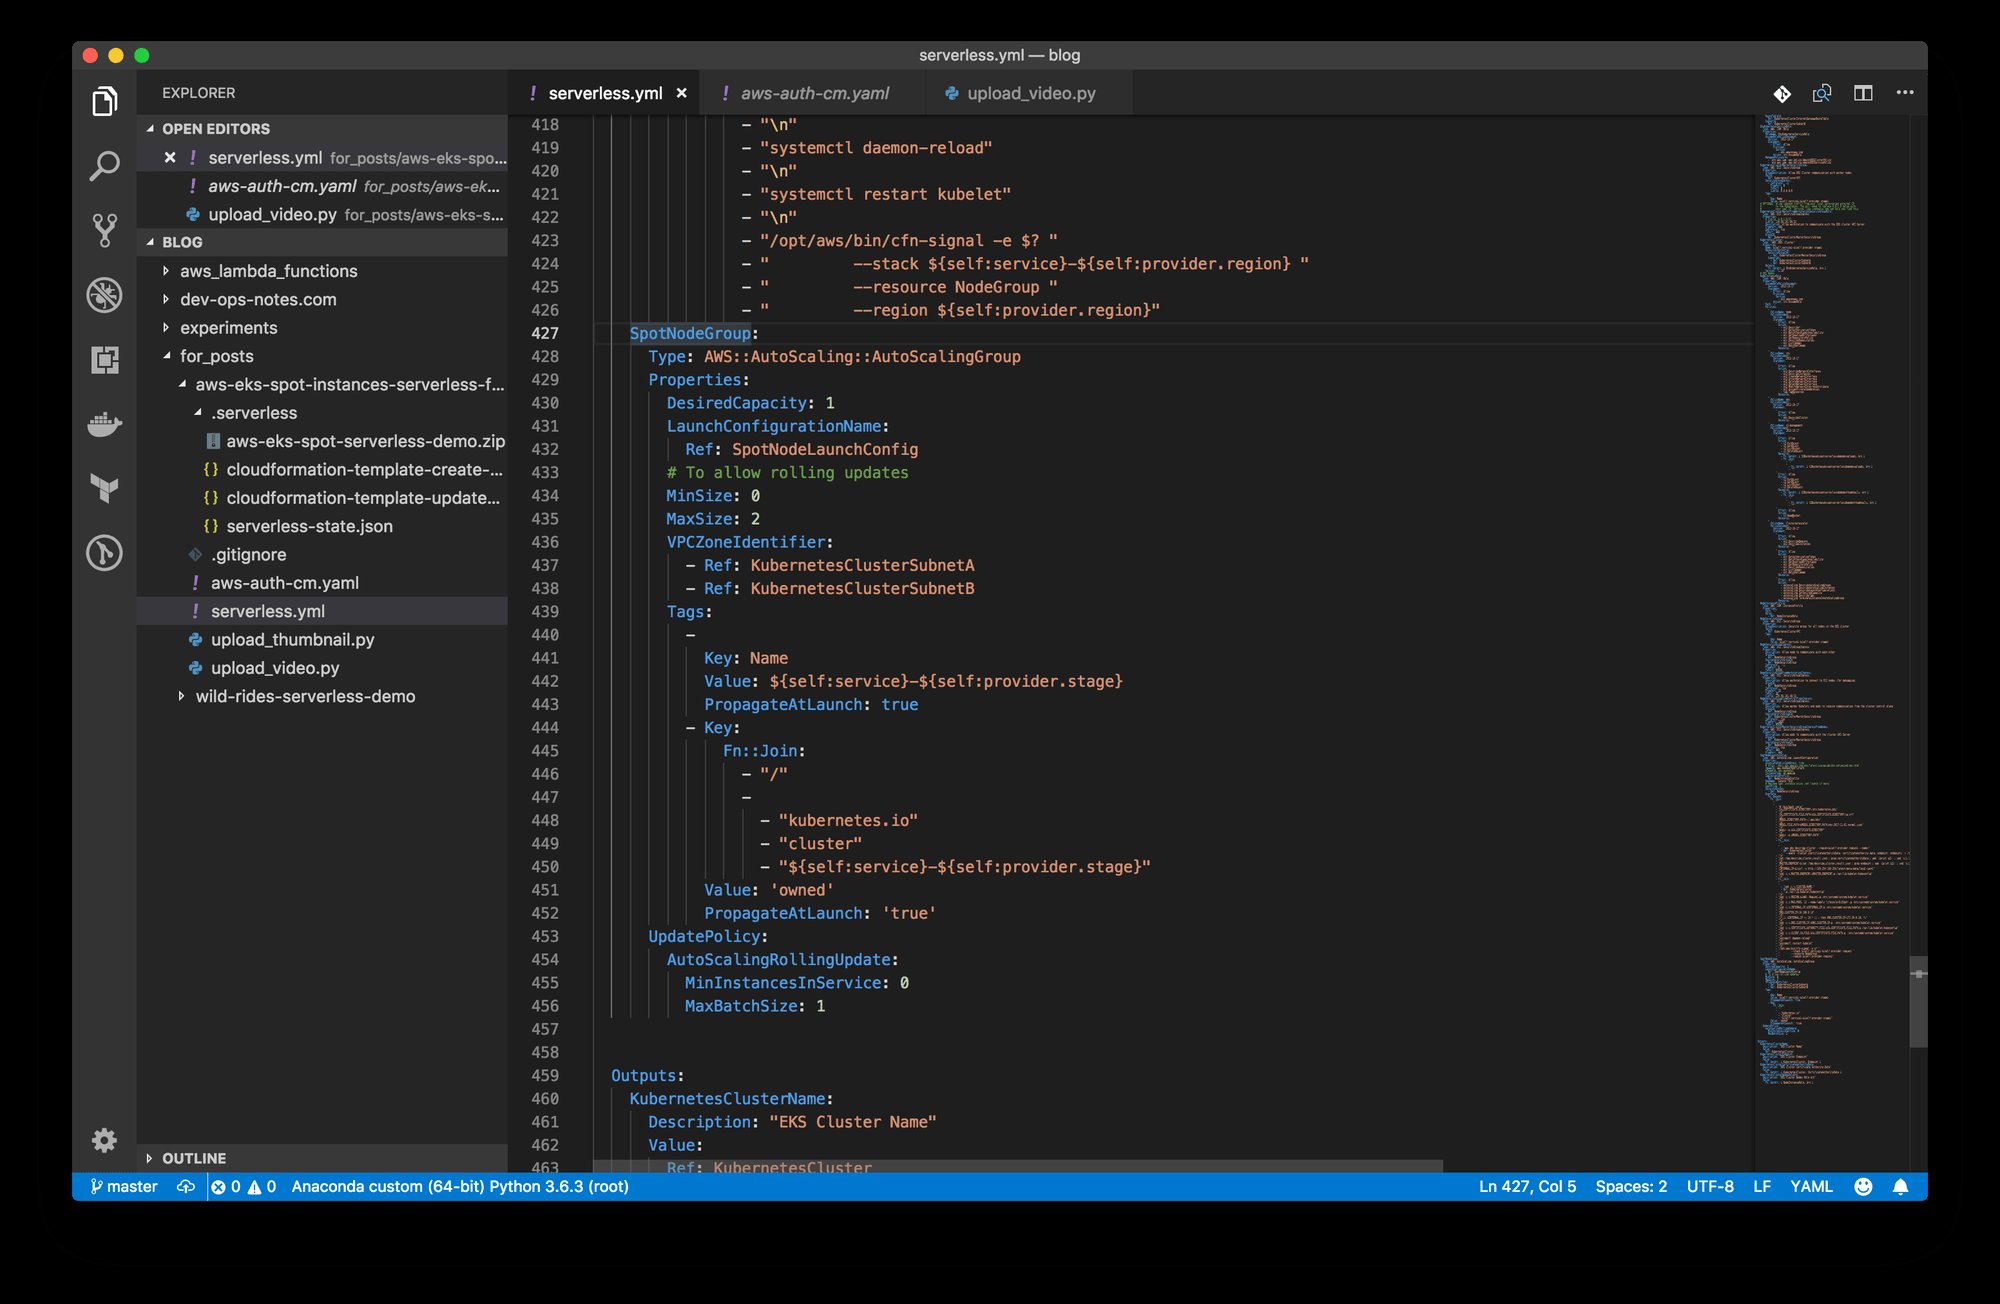 serverless.yml — blog
EXPLORER
OPEN EDITORS
serverless.yml for_posts/aws-eks-spo...
aws-auth-cm.yaml for_posts/aws-ek...
upload_video.py for_posts/aws-eks-s...
BLOG
aws_lambda_functions
dev-ops-notes.com
experiments
for_posts
aws-eks-spot-instances-serverless-f...
.serverless
aws-eks-spot-serverless-demo.zip
{} cloudformation-template-create-...
{} cloudformation-template-update...
{} serverless-state.json
.gitignore
! aws-auth-cm.yaml
! serverless.yml
upload_thumbnail.py
upload_video.py
wild-rides-serverless-demo
OUTLINE
! serverless.yml
! aws-auth-cm.yaml
upload_video.py
418 - "\n"
419 - "systemctl daemon-reload"
420 - "\n"
421 - "systemctl restart kubelet"
422 - "\n"
423 - "/opt/aws/bin/cfn-signal -e $? "
424 - "         --stack ${self:service}-${self:provider.region} "
425 - "         --resource NodeGroup "
426 - "         --region ${self:provider.region}"
427 SpotNodeGroup:
428 Type: AWS::AutoScaling::AutoScalingGroup
429 Properties:
430 DesiredCapacity: 1
431 LaunchConfigurationName:
432 Ref: SpotNodeLaunchConfig
433 # To allow rolling updates
434 MinSize: 0
435 MaxSize: 2
436 VPCZoneIdentifier:
437 - Ref: KubernetesClusterSubnetA
438 - Ref: KubernetesClusterSubnetB
439 Tags:
440 -
441 Key: Name
442 Value: ${self:service}-${self:provider.stage}
443 PropagateAtLaunch: true
444 - Key:
445 Fn::Join:
446 - "/"
447 -
448 - "kubernetes.io"
449 - "cluster"
450 - "${self:service}-${self:provider.stage}"
451 Value: 'owned'
452 PropagateAtLaunch: 'true'
453 UpdatePolicy:
454 AutoScalingRollingUpdate:
455 MinInstancesInService: 0
456 MaxBatchSize: 1
457
458
459 Outputs:
460 KubernetesClusterName:
461 Description: "EKS Cluster Name"
462 Value:
463 Ref: KubernetesCluster
master 0 0 Anaconda custom (64-bit) Python 3.6.3 (root) Ln 427, Col 5 Spaces: 2 UTF-8 LF YAML